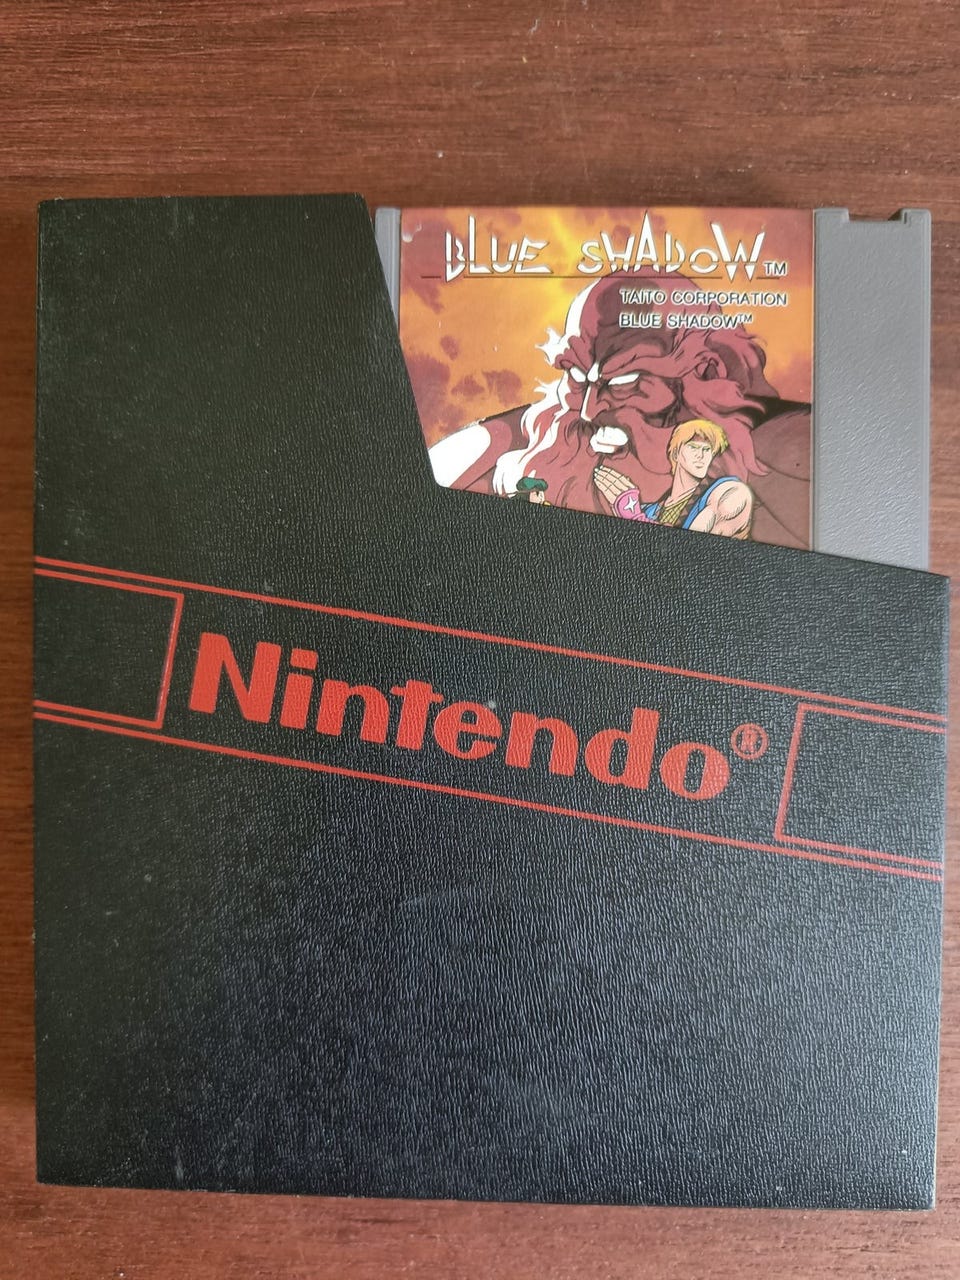 BLUE SHADOW™
TAITO CORPORATION
BLUE SHADOW™
Nintendo®